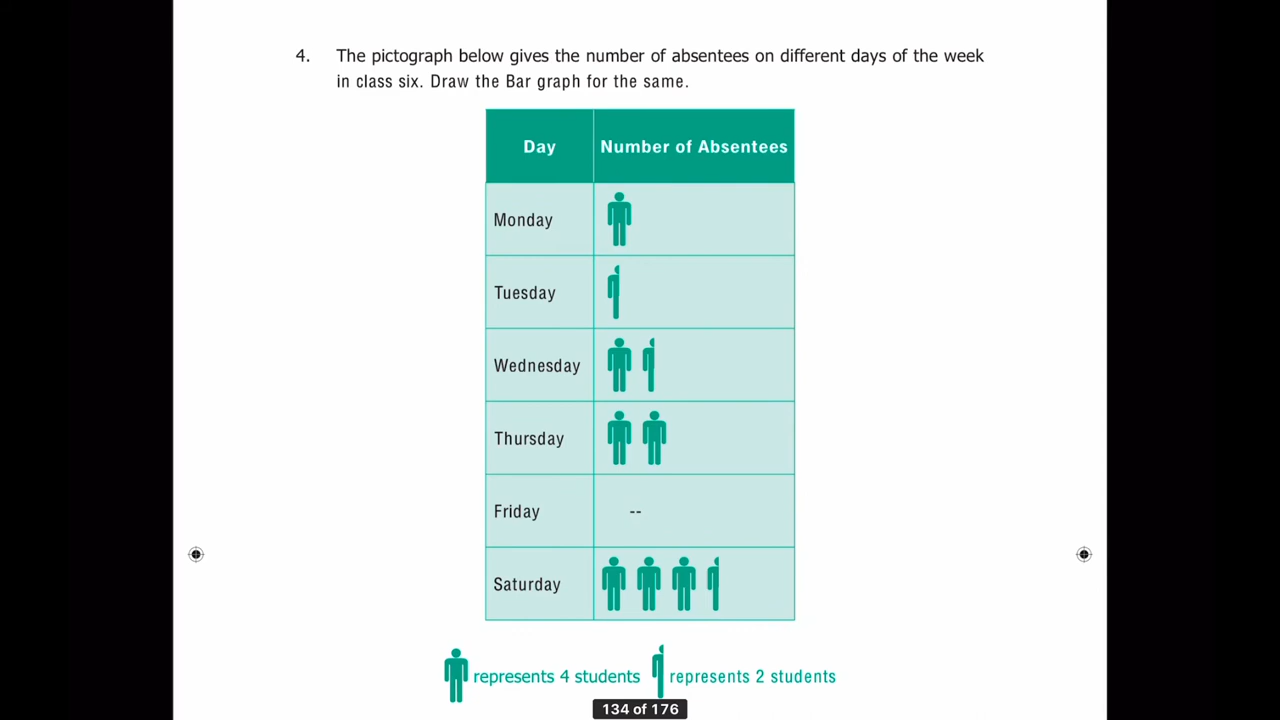 4. The pictograph below gives the number of absentees on different days of the week
in class six. Draw the Bar graph for the same.
Day Number of Absentees
Monday
Tuesday
Wednesday
Thursday
Friday --
Saturday
represents 4 students represents 2 students
134 of 176